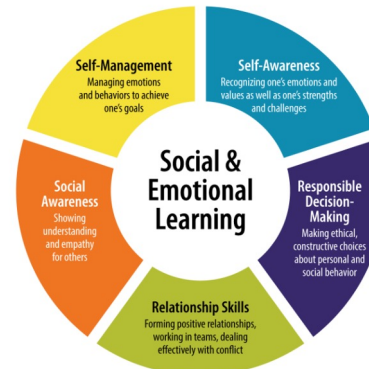 Self-Management
Managing emotions
and behaviors to achieve
one's goals
Self-Awareness
Recognizing one's emotions and
values as well as one's strengths
and challenges
Social &
Emotional
Learning
Social
Awareness
Showing
understanding
and empathy
for others
Responsible
Decision-
Making
Making ethical,
constructive choices
about personal and
social behavior
Relationship Skills
Forming positive relationships,
working in teams, dealing
effectively with conflict